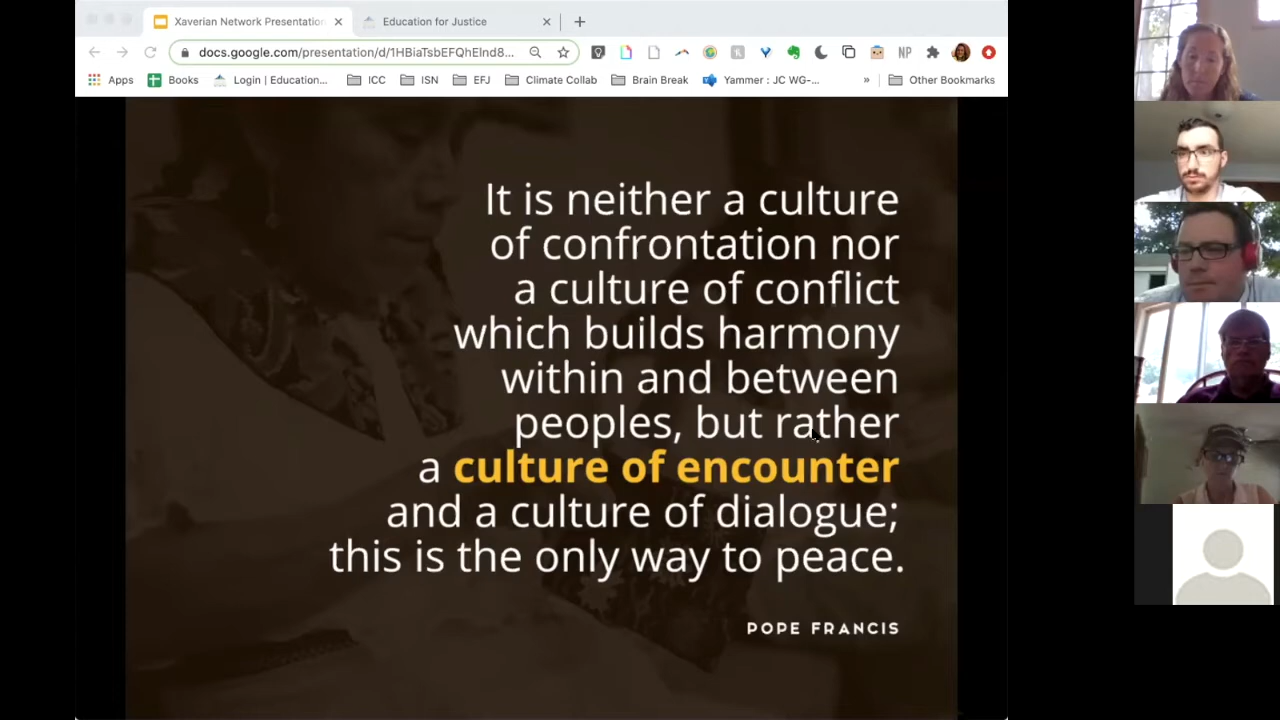 Xaverian Network Presentation
Education for Justice
docs.google.com/presentation/d/1HBiaTsbEFQhEInd8...
NP
Apps
Books
Login | Education...
ICC
ISN
EFJ
Climate Collab
Brain Break
Yammer : JC WG-...
»
Other Bookmarks
It is neither a culture
of confrontation nor
a culture of conflict
which builds harmony
within and between
peoples, but rather
a culture of encounter
and a culture of dialogue;
this is the only way to peace.
POPE FRANCIS